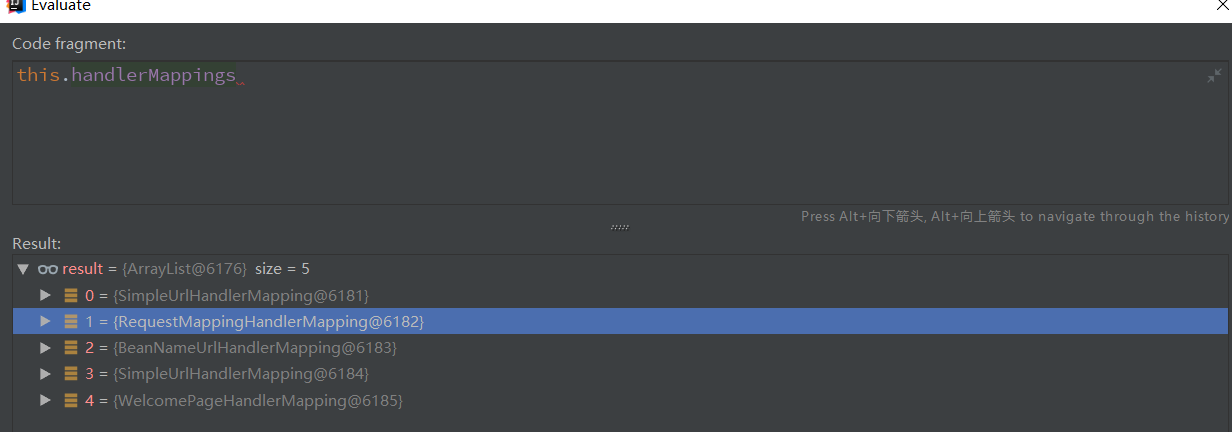 Evaluate
Code fragment:
this.handlerMappings
Press Alt+向下箭头, Alt+向上箭头 to navigate through the history
Result:
result = {ArrayList@6176} size = 5
0 = {SimpleUrlHandlerMapping@6181}
1 = {RequestMappingHandlerMapping@6182}
2 = {BeanNameUrlHandlerMapping@6183}
3 = {SimpleUrlHandlerMapping@6184}
4 = {WelcomePageHandlerMapping@6185}